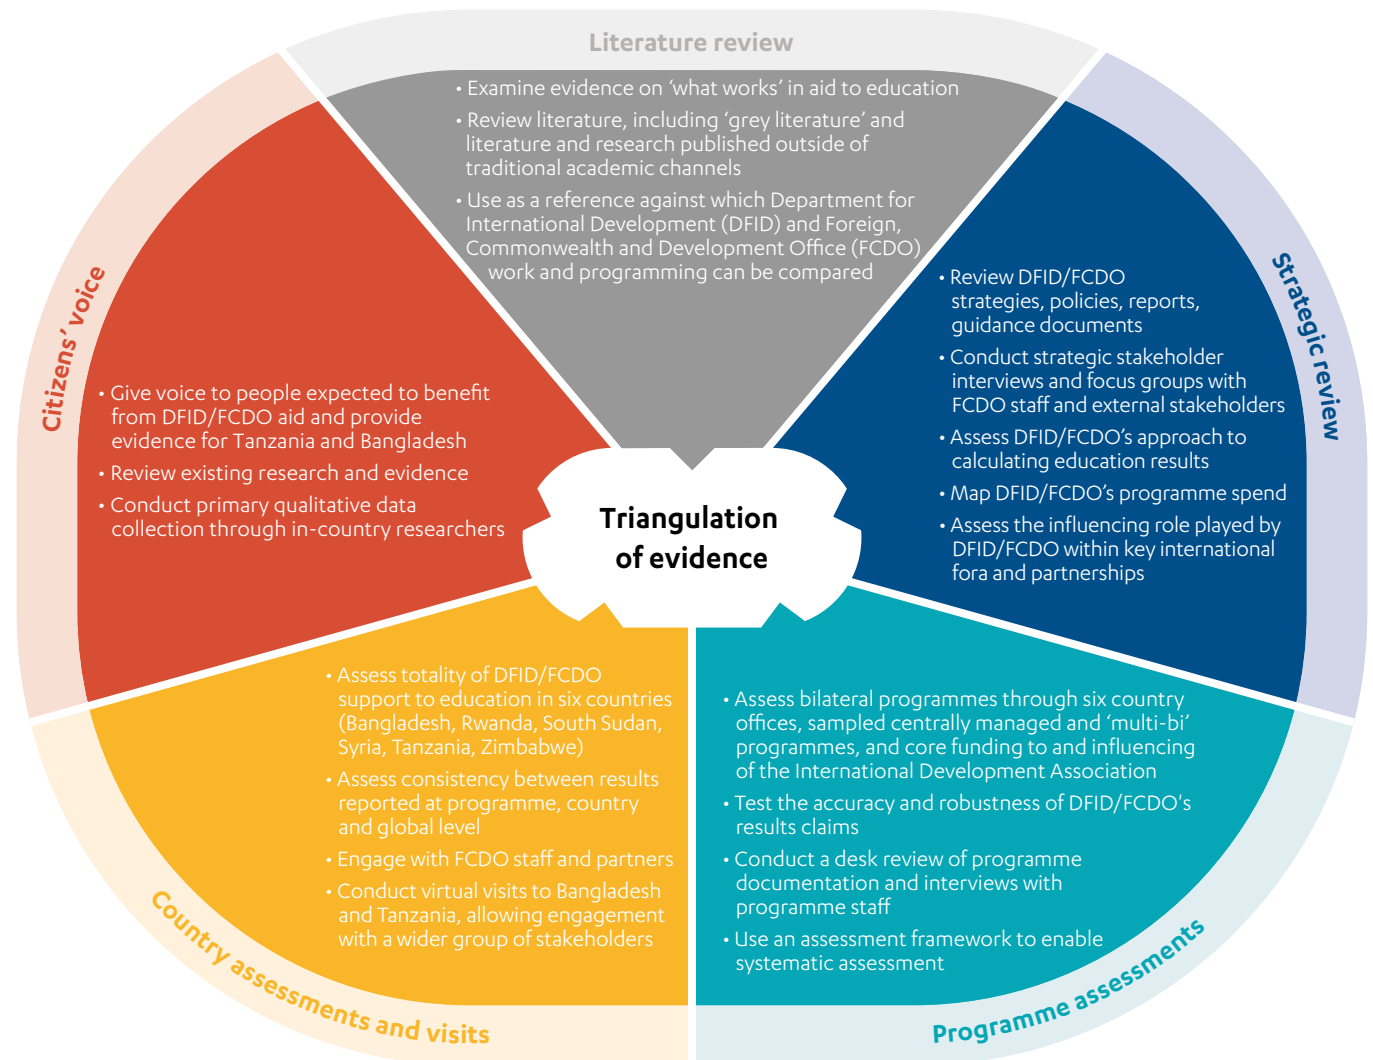 Literature review
• Examine evidence on ‘what works’ in aid to education
• Review literature, including ‘grey literature’ and
literature and research published outside of
traditional academic channels
• Use as a reference against which Department for
International Development (DFID) and Foreign,
Commonwealth and Development Office (FCDO)
work and programming can be compared
Strategic review
• Review DFID/FCDO
strategies, policies, reports,
guidance documents
• Conduct strategic stakeholder
interviews and focus groups with
FCDO staff and external stakeholders
• Assess DFID/FCDO’s approach to
calculating education results
• Map DFID/FCDO’s programme spend
• Assess the influencing role played by
DFID/FCDO within key international
fora and partnerships
Citizens’ voice
• Give voice to people expected to benefit
from DFID/FCDO aid and provide
evidence for Tanzania and Bangladesh
• Review existing research and evidence
• Conduct primary qualitative data
collection through in-country researchers
Triangulation
of evidence
• Assess totality of DFID/FCDO
support to education in six countries
(Bangladesh, Rwanda, South Sudan,
Syria, Tanzania, Zimbabwe)
• Assess consistency between results
reported at programme, country
and global level
• Engage with FCDO staff and partners
• Conduct virtual visits to Bangladesh
and Tanzania, allowing engagement
with a wider group of stakeholders
Country assessments and visits
• Assess bilateral programmes through six country
offices, sampled centrally managed and ‘multi-bi’
programmes, and core funding to and influencing
of the International Development Association
• Test the accuracy and robustness of DFID/FCDO's
results claims
• Conduct a desk review of programme
documentation and interviews with
programme staff
• Use an assessment framework to enable
systematic assessment
Programme assessments